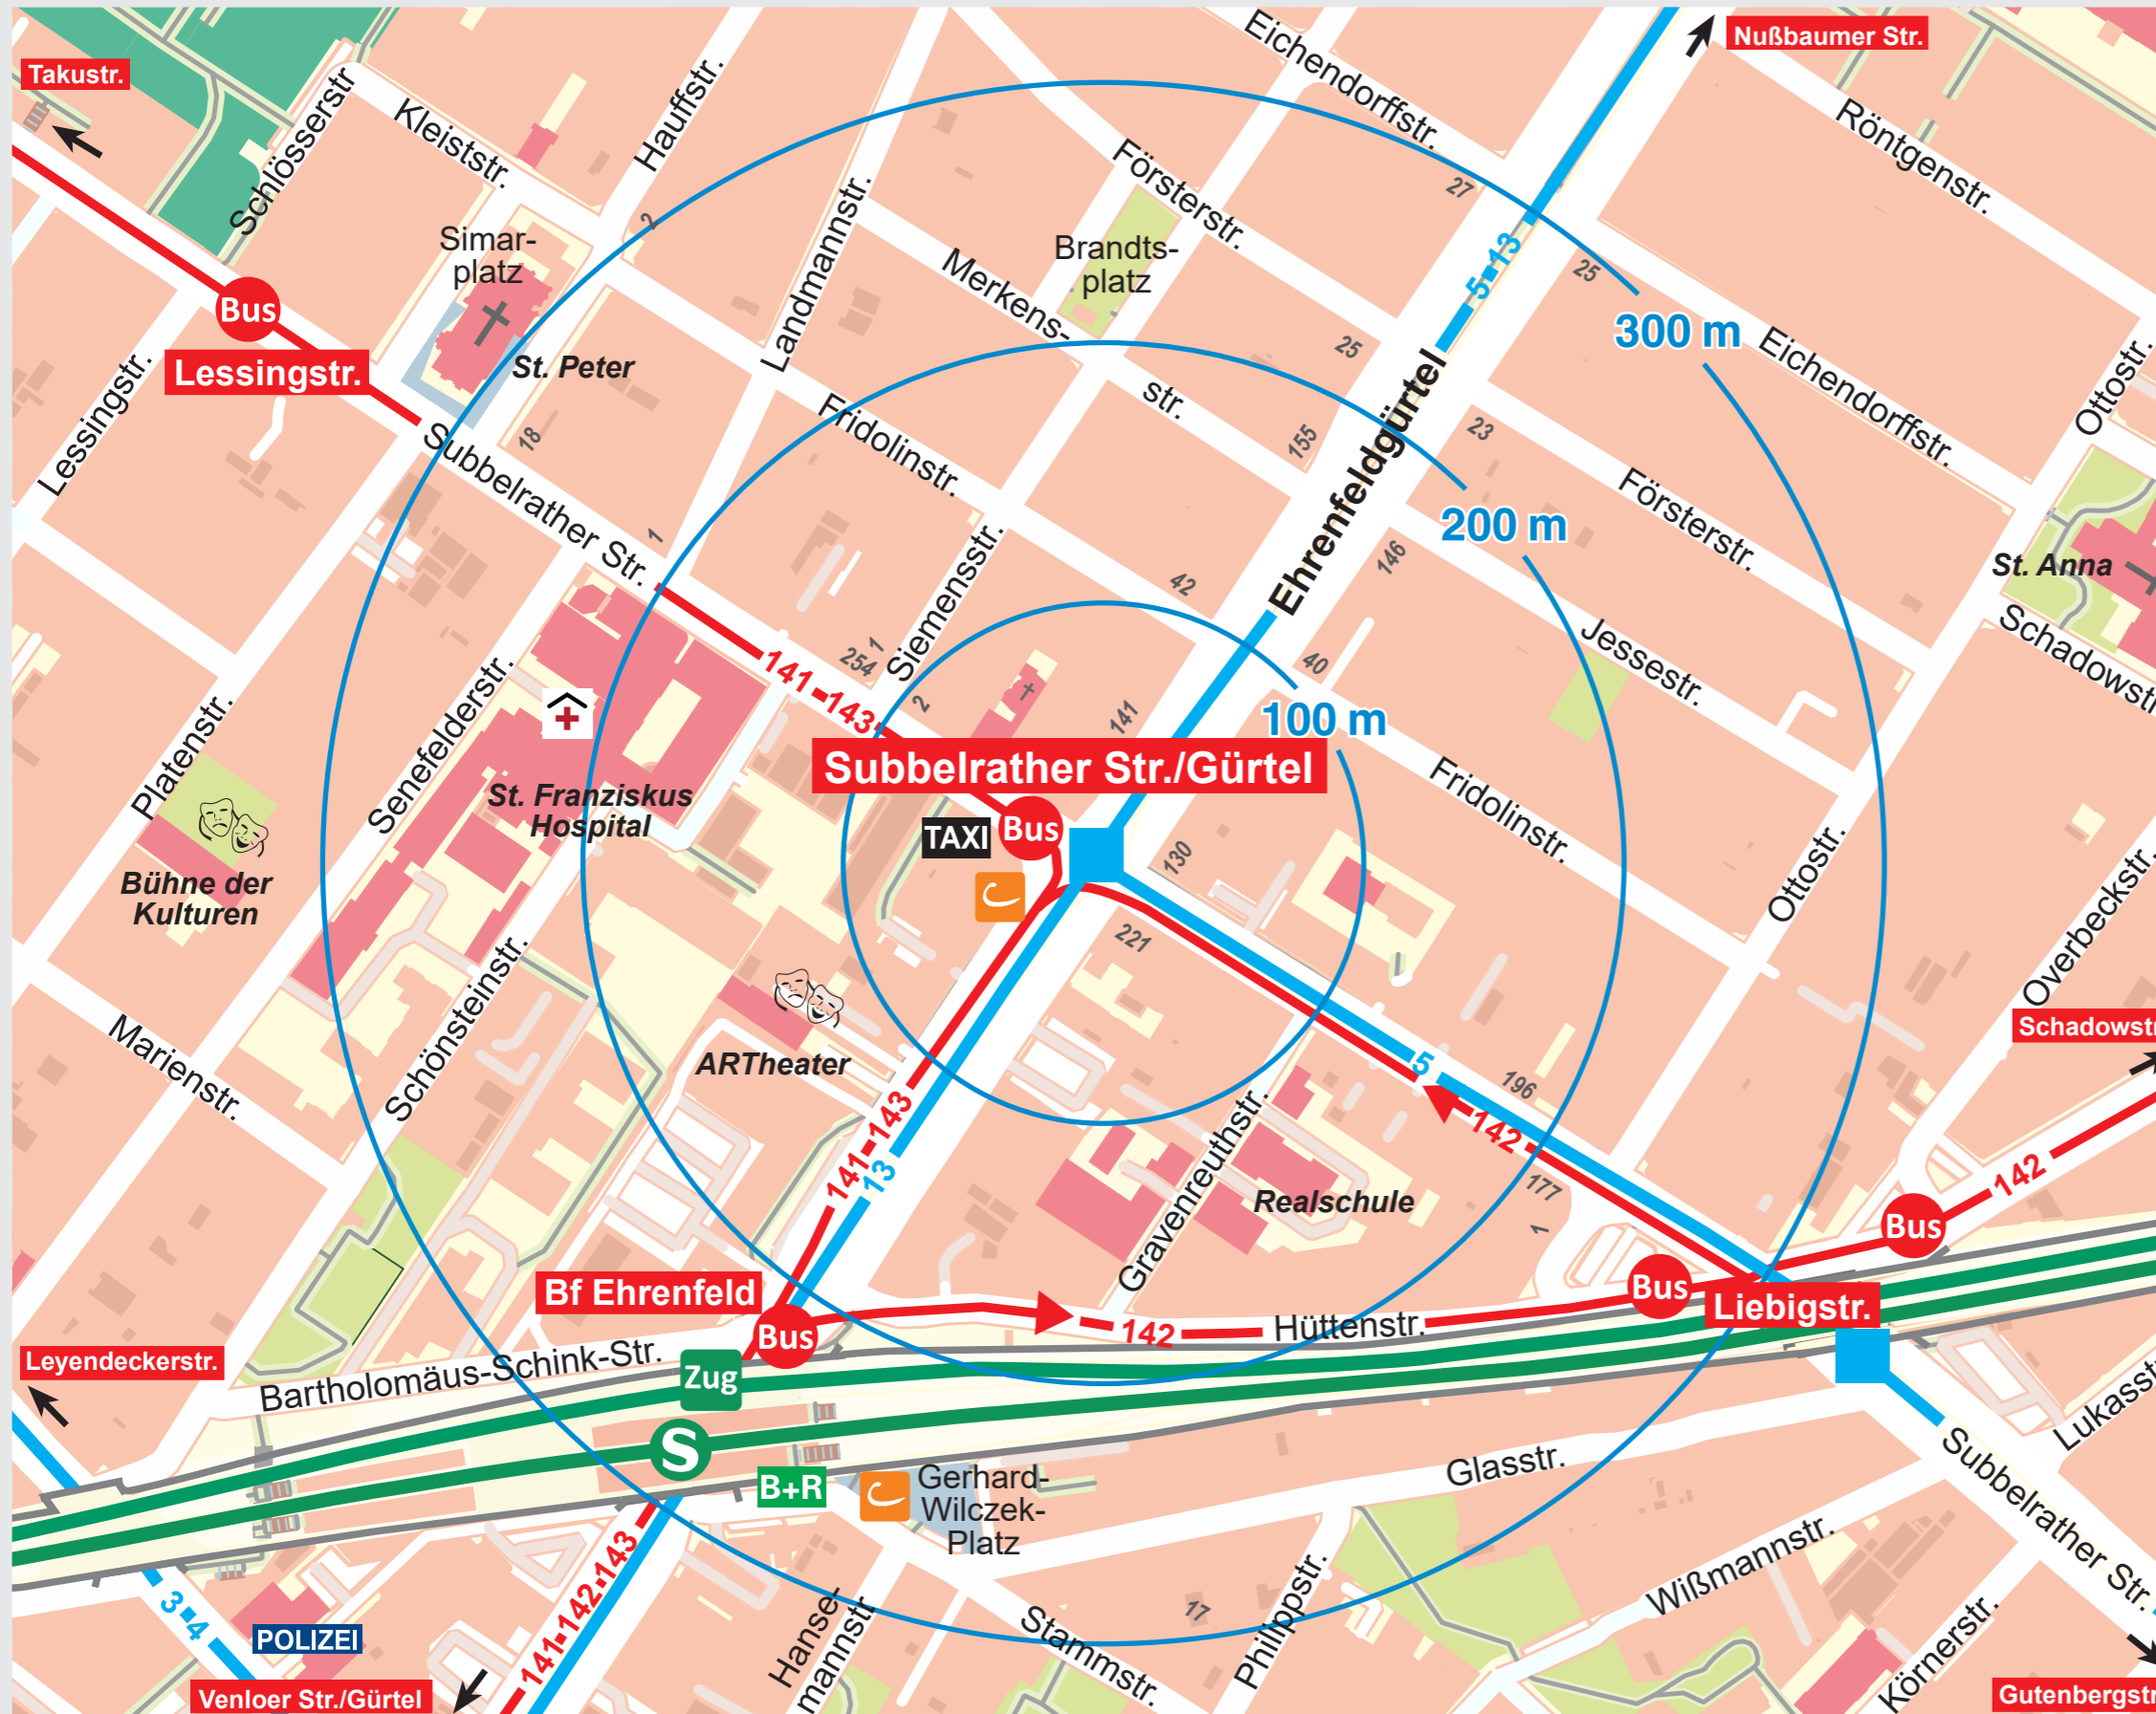 Takustr.
Schlösserstr
Kleiststr.
Hauffstr.
Landmannstr.
Eichendorffstr.
Nußbaumer Str.
Röntgenstr.
Försterstr.
27
2
Simar-
platz
Brandts-
platz
Merkens-
str.
5 13
25
Bus
Lessingstr.
Lessingstr.
St. Peter
300 m
Eichendorffstr.
Ottostr.
25
18
Fridolinstr.
155
Ehrenfeldgürtel
23
200 m
Försterstr.
Subbelrather Str.
1
146
St. Anna
42
Siemensstr.
1
254
2
40
Jessestr.
Schadowstr
141 143
141
100 m
Platenstr.
Senefelderstr.
Subbelrather Str./Gürtel
Fridolinstr.
St. Franziskus
Hospital
TAXI
Bus
130
Ottostr.
Overbeckstr.
Bühne der
Kulturen
221
Schönsteinstr.
Marienstr.
ARTheater
Schadowstr
5
196
142
141 143
13
177
1
142
Gravenreuthstr.
Realschule
Bus
Bus
Bf Ehrenfeld
Bus
142
Hüttenstr.
Liebigstr.
Leyendeckerstr.
Bartholomäus-Schink-Str.
Zug
S
B+R
Gerhard-
Wilczek-
Platz
Glasstr.
Lukasstr
Subbelrather Str.
141 142 143
3 4
POLIZEI
Hanse-
mannstr.
Stammstr.
17
Philippstr.
Wißmannstr.
Körnerstr.
Venloer Str./Gürtel
Gutenbergstr